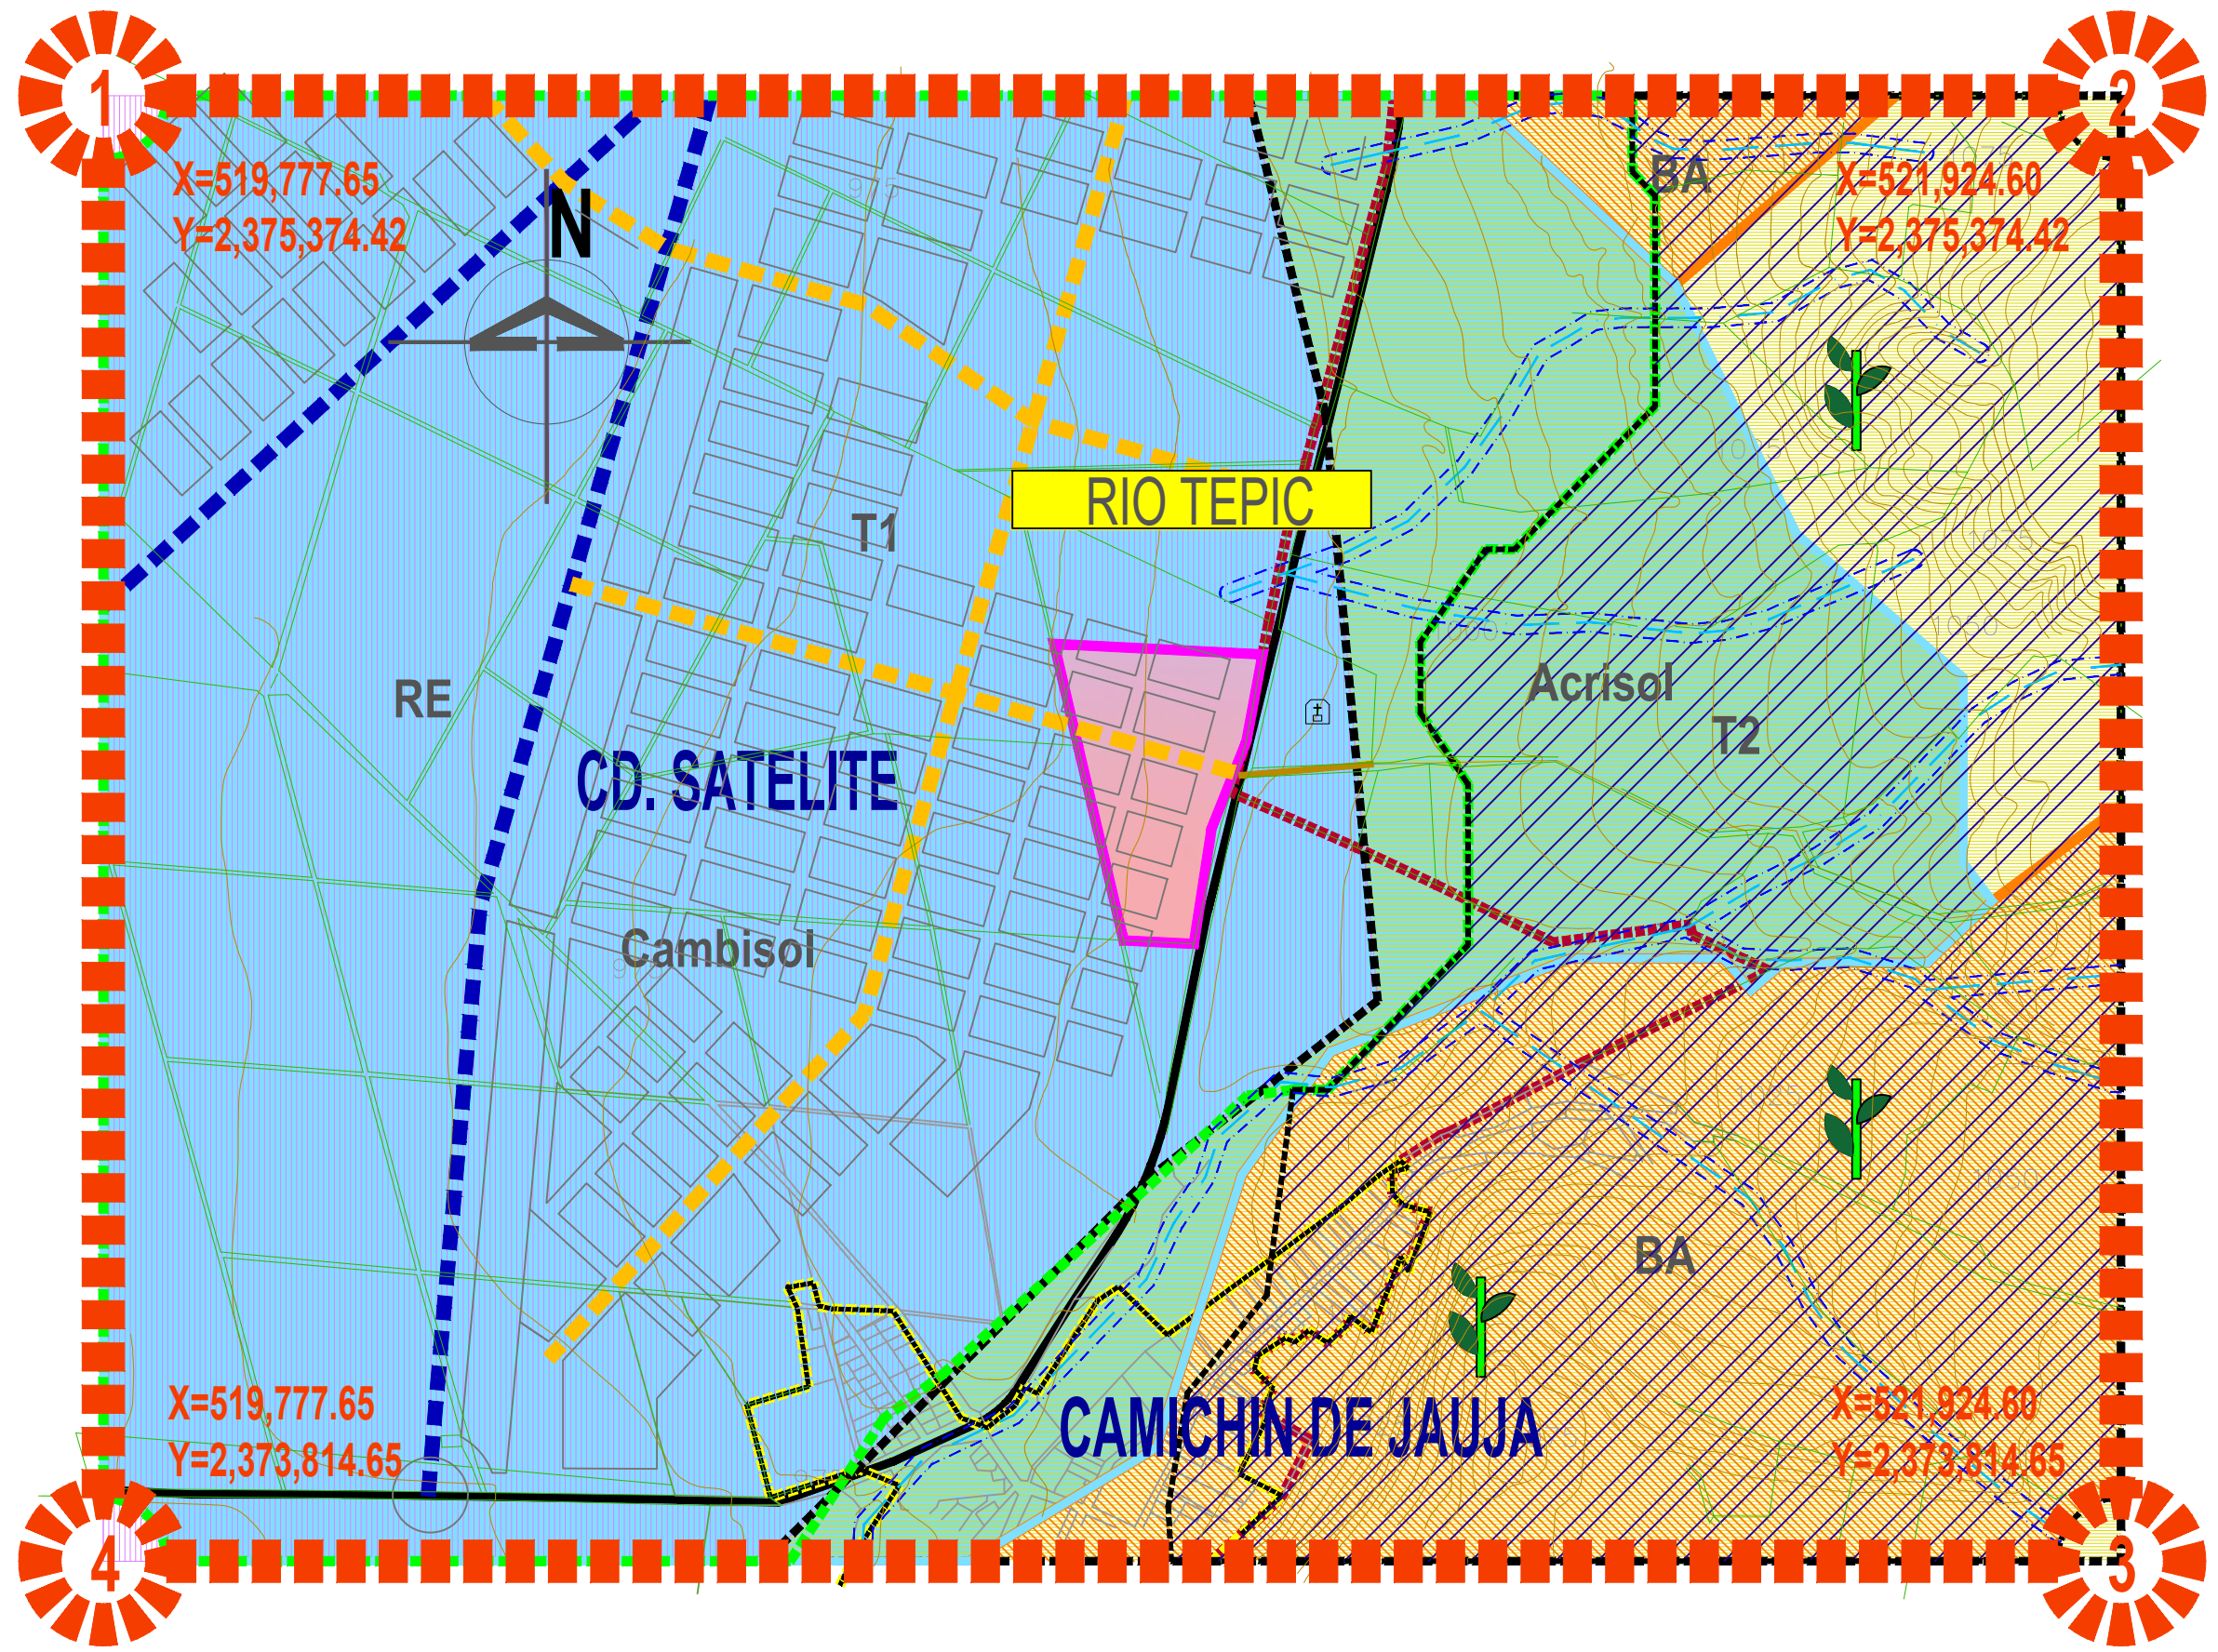 1
2
X=519,777.65
Y=2,375,374.42
N
BA
X=521,924.60
Y=2,375,374.42
RIO TEPIC
T1
RE
Acrisol
T2
CD. SATELITE
Cambisol
BA
CAMICHIN DE JAUJA
X=519,777.65
Y=2,373,814.65
X=521,924.60
Y=2,373,814.65
4
3